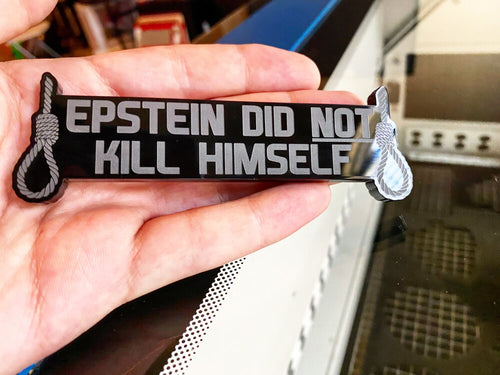 EPSTEIN DID NOT
KILL HIMSELF